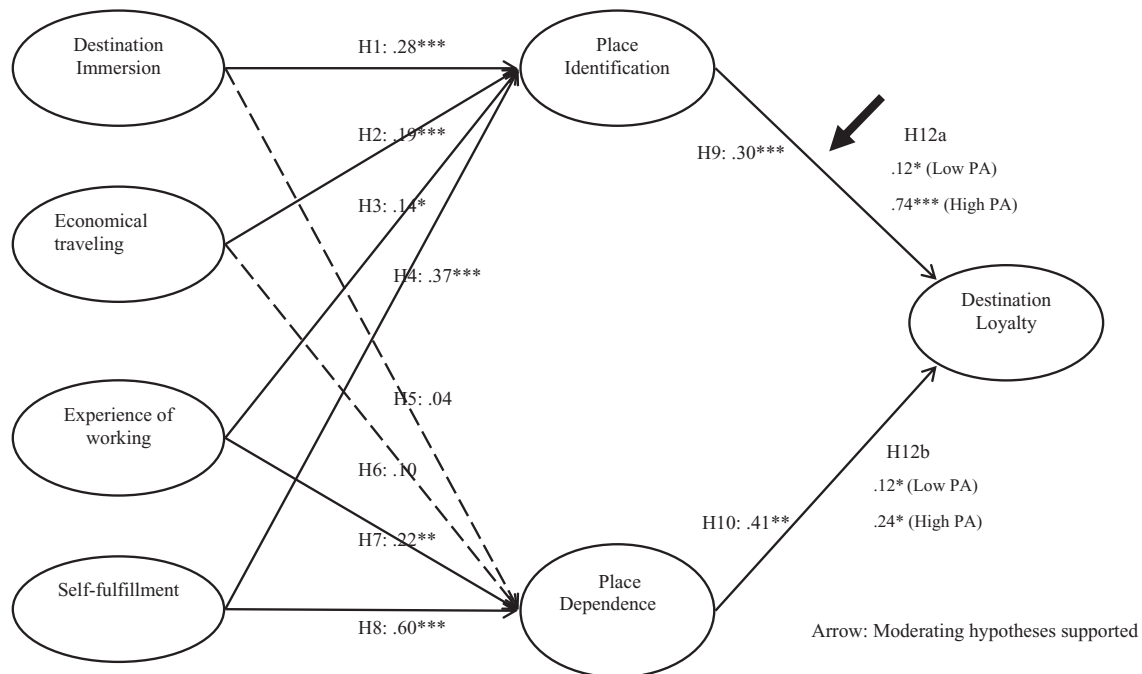 Destination
Immersion
H1: .28***
Place
Identification
H2: .19***
H9: .30***
H12a
.12* (Low PA)
.74*** (High PA)
Economical
traveling
H3: .14*
H4: .37***
Destination
Loyalty
Experience of
working
H5: .04
H6: .10
H12b
.12* (Low PA)
.24* (High PA)
H7: .22**
H10: .41**
Self-fulfillment
Place
Dependence
H8: .60***
Arrow: Moderating hypotheses supported